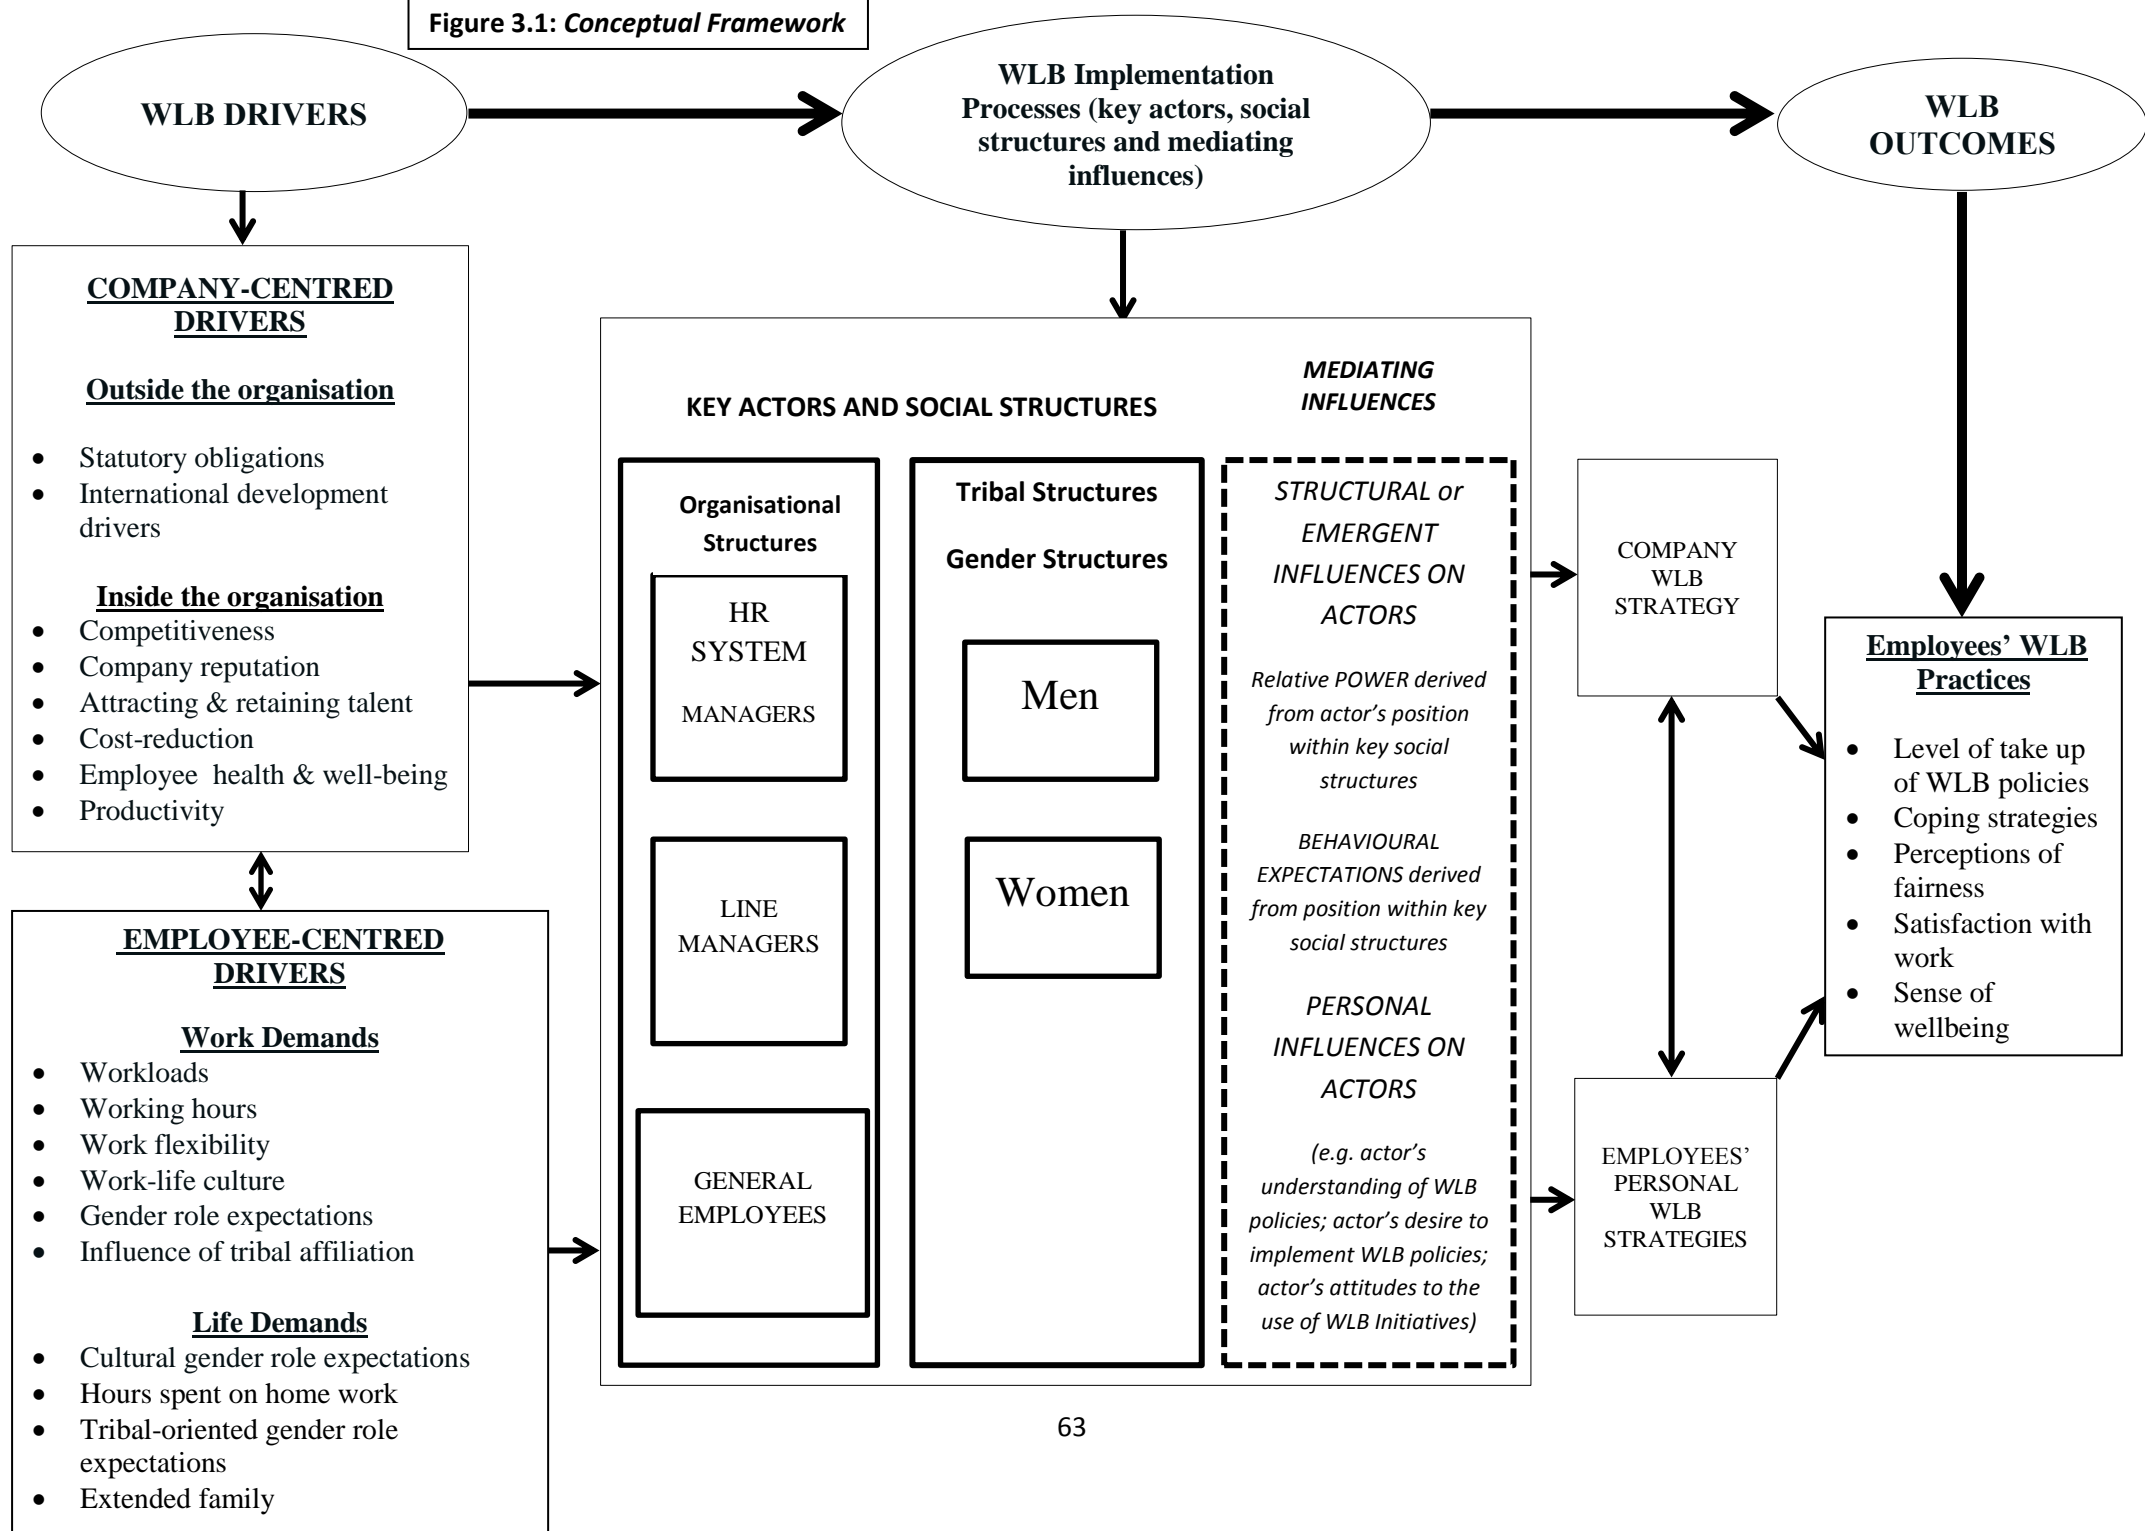 Figure 3.1: Conceptual Framework
WLB DRIVERS
WLB Implementation
Processes (key actors, social
structures and mediating
influences)
WLB
OUTCOMES
COMPANY-CENTRED
DRIVERS
Outside the organisation
• Statutory obligations
• International development
drivers
Inside the organisation
• Competitiveness
• Company reputation
• Attracting & retaining talent
• Cost-reduction
• Employee health & well-being
• Productivity
EMPLOYEE-CENTRED
DRIVERS
Work Demands
• Workloads
• Working hours
• Work flexibility
• Work-life culture
• Gender role expectations
• Influence of tribal affiliation
Life Demands
• Cultural gender role expectations
• Hours spent on home work
• Tribal-oriented gender role
expectations
• Extended family
KEY ACTORS AND SOCIAL STRUCTURES
Organisational
Structures
HR
SYSTEM
MANAGERS
LINE
MANAGERS
GENERAL
EMPLOYEES
Tribal Structures
Gender Structures
Men
Women
MEDIATING
INFLUENCES
STRUCTURAL or
EMERGENT
INFLUENCES ON
ACTORS
Relative POWER derived
from actor’s position
within key social
structures
BEHAVIOURAL
EXPECTATIONS derived
from position within key
social structures
PERSONAL
INFLUENCES ON
ACTORS
(e.g. actor’s
understanding of WLB
policies; actor’s desire to
implement WLB policies;
actor’s attitudes to the
use of WLB Initiatives)
COMPANY
WLB
STRATEGY
EMPLOYEES’
PERSONAL
WLB
STRATEGIES
Employees’ WLB
Practices
• Level of take up
of WLB policies
• Coping strategies
• Perceptions of
fairness
• Satisfaction with
work
• Sense of
wellbeing
63